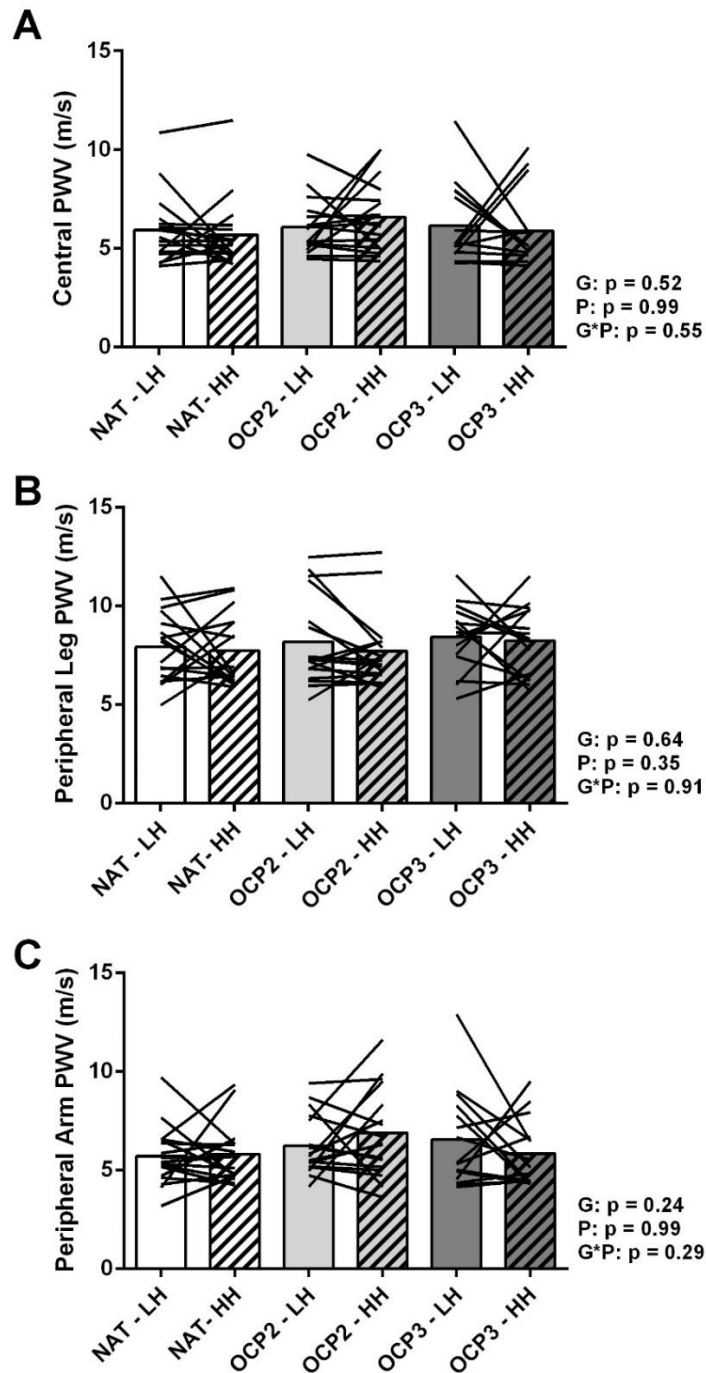 A
Central PWV (m/s)
15
10
5
0
NAT - LH
NAT- HH
OCP2 - LH
OCP2 - HH
OCP3 - LH
OCP3 - HH
G: p = 0.52
P: p = 0.99
G*P: p = 0.55
B
Peripheral Leg PWV (m/s)
15
10
5
0
NAT - LH
NAT- HH
OCP2 - LH
OCP2 - HH
OCP3 - LH
OCP3 - HH
G: p = 0.64
P: p = 0.35
G*P: p = 0.91
C
Peripheral Arm PWV (m/s)
15
10
5
0
NAT - LH
NAT- HH
OCP2 - LH
OCP2 - HH
OCP3 - LH
OCP3 - HH
G: p = 0.24
P: p = 0.99
G*P: p = 0.29